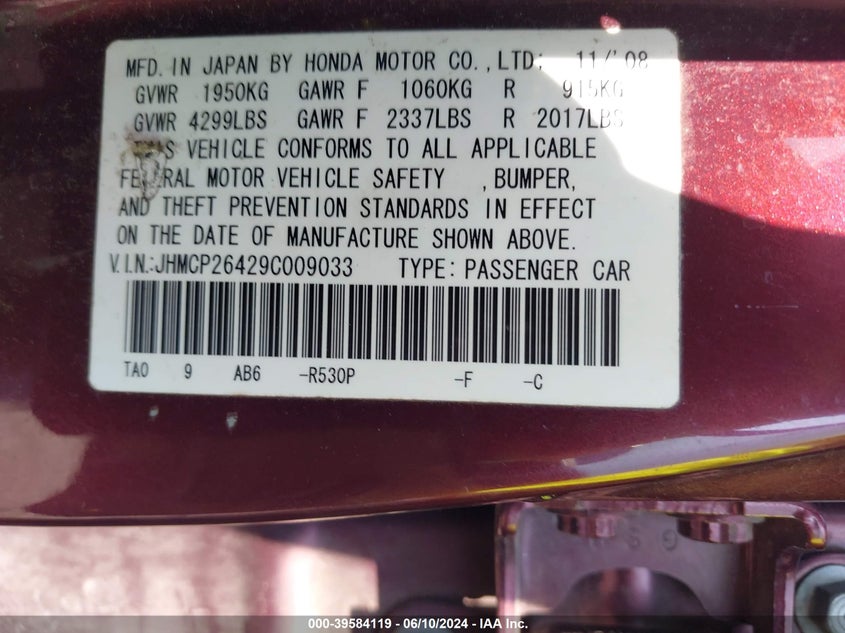 MFD. IN JAPAN BY HONDA MOTOR CO., LTD; 11/'08
GVWR 1950KG GAWR F 1060KG R 915KG
GVWR 4299LBS GAWR F 2337LBS R 2017LBS
THIS VEHICLE CONFORMS TO ALL APPLICABLE
FEDERAL MOTOR VEHICLE SAFETY , BUMPER,
AND THEFT PREVENTION STANDARDS IN EFFECT
ON THE DATE OF MANUFACTURE SHOWN ABOVE.
V.I.N.:JHMCP26429C009033 TYPE: PASSENGER CAR
TA0 9 AB6 -R530P -F -C
000-39584119 - 06/10/2024 - IAA Inc.